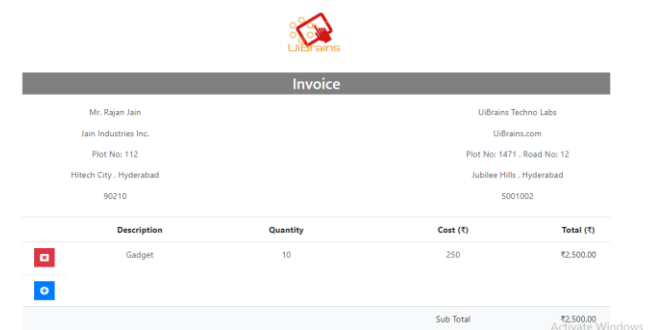 UiBrains
Invoice
Mr. Rajan Jain
Jain Industries Inc.
Plot No: 112
Hitech City , Hyderabad
90210
UiBrains Techno Labs
UiBrains.com
Plot No: 1471 , Road No: 12
Jubilee Hills , Hyderabad
5001002
Description Quantity Cost (₹) Total (₹)
Gadget 10 250 ₹2,500.00
Sub Total ₹2,500.00
Activate Windows